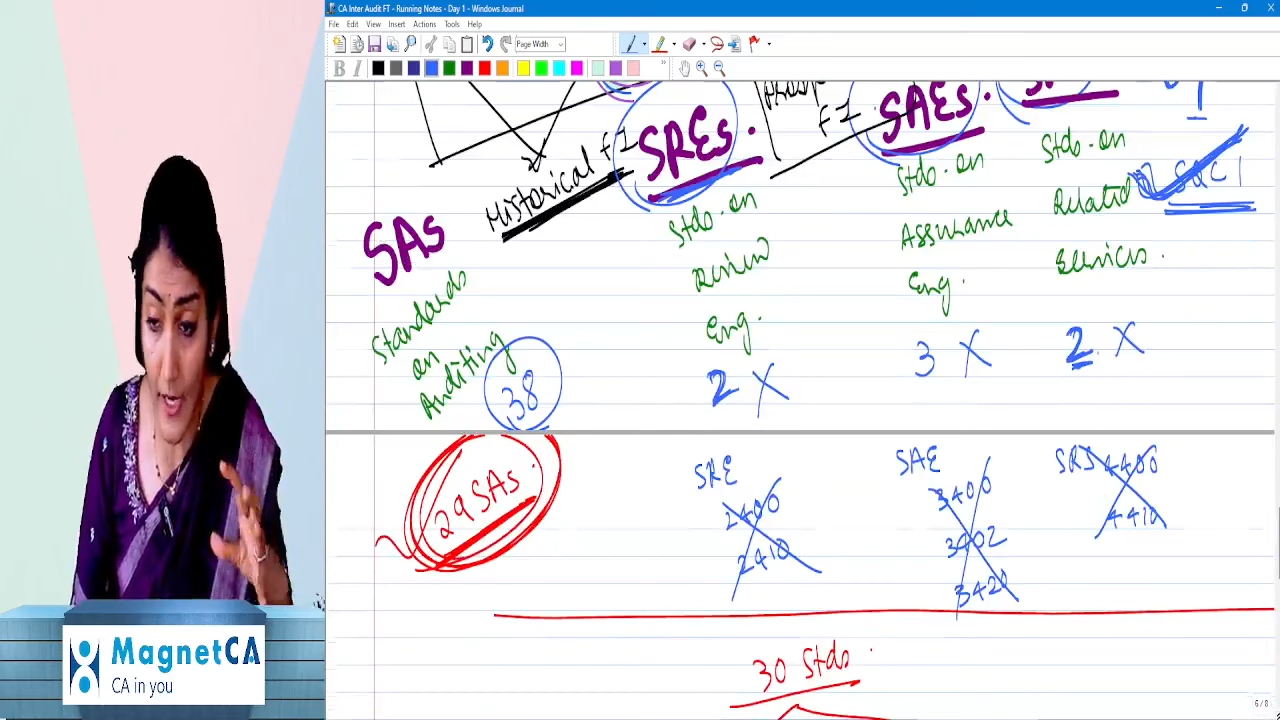 CA Inter Audit FT - Running Notes - Day 1 - Windows Journal
File Edit View Insert Actions Tools Help
Page Width
B I
SREs.
F I
SAEs.
Historical FI
SAs
Standards
on
Auditing
38
Stds. on
Review
Eng.
2 X
Stds. on
Assurance
Eng.
3 X
Stds. on
Related
Services.
2. X
SQC 1
29 SAs.
SRE
2400
2410
SAE
3400
3402
3420
SRS 4400
4410
30 Stds.
MagnetCA
CA in you
6 / 8